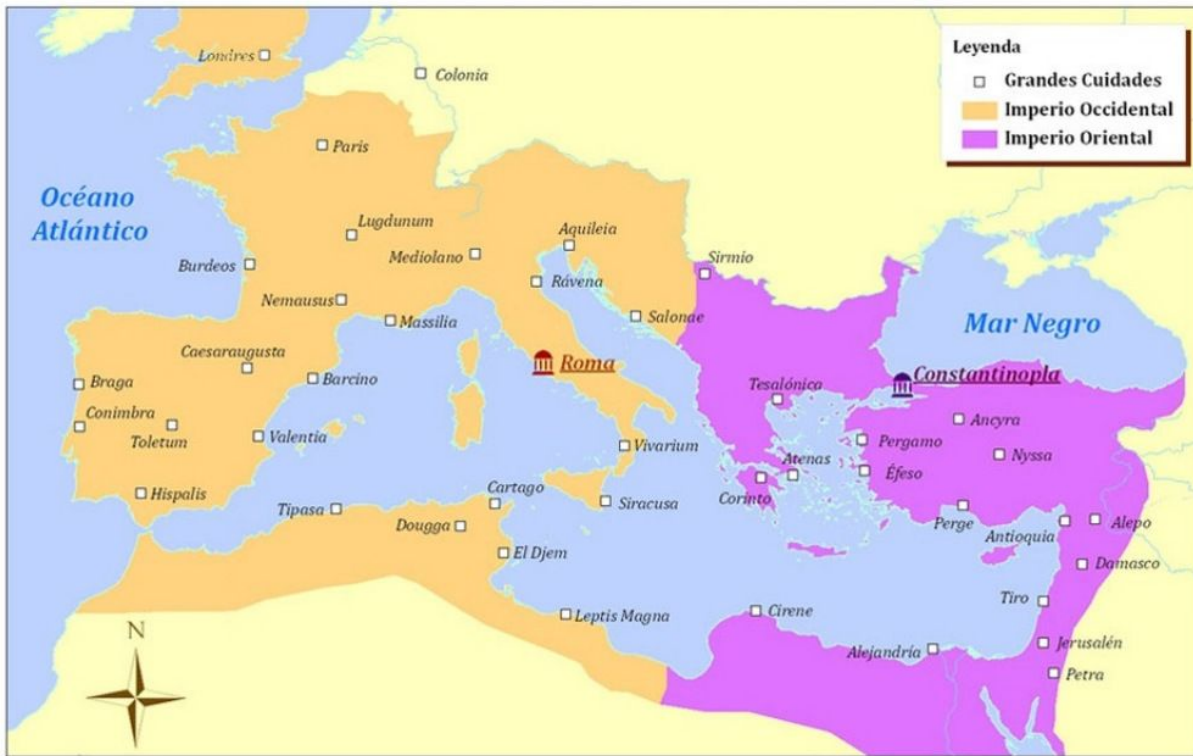 Leyenda
Grandes Cuidades
Imperio Occidental
Imperio Oriental
Londres
Colonia
Paris
Océano
Atlántico
Lugdunum
Aquileia
Mediolano
Burdeos
Sirmio
Rávena
Nemausus
Massilia
Salonae
Mar Negro
Caesaraugusta
Roma
Constantinopla
Braga
Barcino
Tesalónica
Conimbra
Ancyra
Toletum
Valentia
Vivarium
Pergamo
Nyssa
Atenas
Éfeso
Hispalis
Cartago
Corinto
Tipasa
Siracusa
Perge
Alepo
Dougga
Antioquia
El Djem
Damasco
Tiro
Leptis Magna
Cirene
N
Alejandría
Jerusalén
Petra